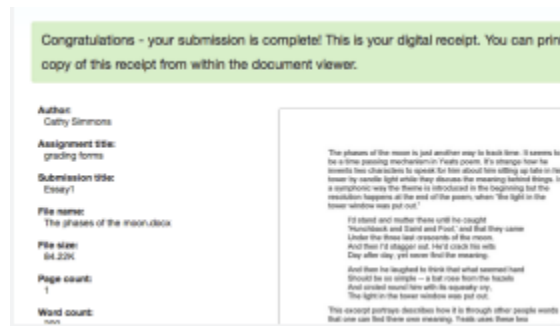 Congratulations - your submission is complete! This is your digital receipt. You can prin
copy of this receipt from within the document viewer.
Author:
Cathy Simmons
Assignment title:
grading forms
Submission title:
Essay1
File name:
The phases of the moon.docx
File size:
84.22K
Page count:
1
Word count:
The phases of the moon is just another way to track time. It seems to
be a time passing mechanism in Yeats poem. It's strange how he
invents two characters to speak for him about him sitting up late in his
tower by candle light while they discuss the meaning behind things. I
a symphonic way the theme is introduced in the beginning but the
resolution happens at the end of the poem, when "the light in the
tower window was put out."
I'd stand and mutter there until he caught
'Hunchback and Saint and Fool,' and that they came
Under the three last crescents of the moon.
And then I'd stagger out. He'd crack his wits
Day after day, yet never find the meaning.
And then he laughed to think that what seemed hard
Should be so simple -- a bat rose from the hazels
And circled round him with its squeaky cry,
The light in the tower window was put out.
This excerpt portrays describes how it is through other people
that one can find there own meaning. Yeats uses these two